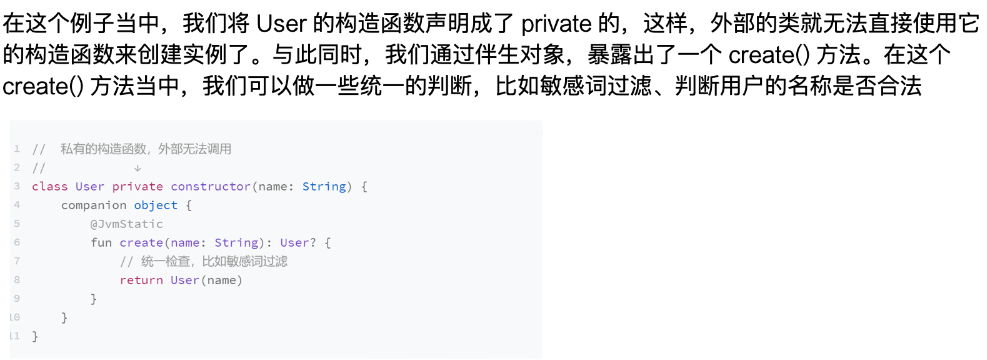 在这个例子当中，我们将 User 的构造函数声明成了 private 的，这样，外部的类就无法直接使用它
的构造函数来创建实例了。与此同时，我们通过伴生对象，暴露出了一个 create() 方法。在这个
create() 方法当中，我们可以做一些统一的判断，比如敏感词过滤、判断用户的名称是否合法
1 //  私有的构造函数，外部无法调用
2 //            ↓
3 class User private constructor(name: String) {
4     companion object {
5         @JvmStatic
6         fun create(name: String): User? {
7             // 统一检查，比如敏感词过滤
8             return User(name)
9         }
10     }
11 }